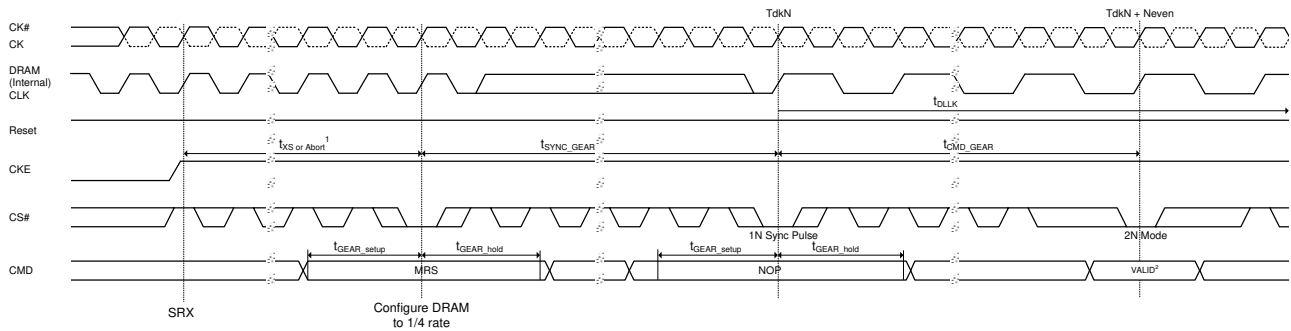 TdkN
TdkN + Neven
CK#
CK
DRAM
(Internal)
CLK
tDLLK
Reset
tXS or Abort1
tSYNC_GEAR
tCMD_GEAR
CKE
CS#
1N Sync Pulse
2N Mode
tGEAR_setup
tGEAR_hold
tGEAR_setup
tGEAR_hold
CMD
MRS
NOP
VALID2
SRX
Configure DRAM
to 1/4 rate